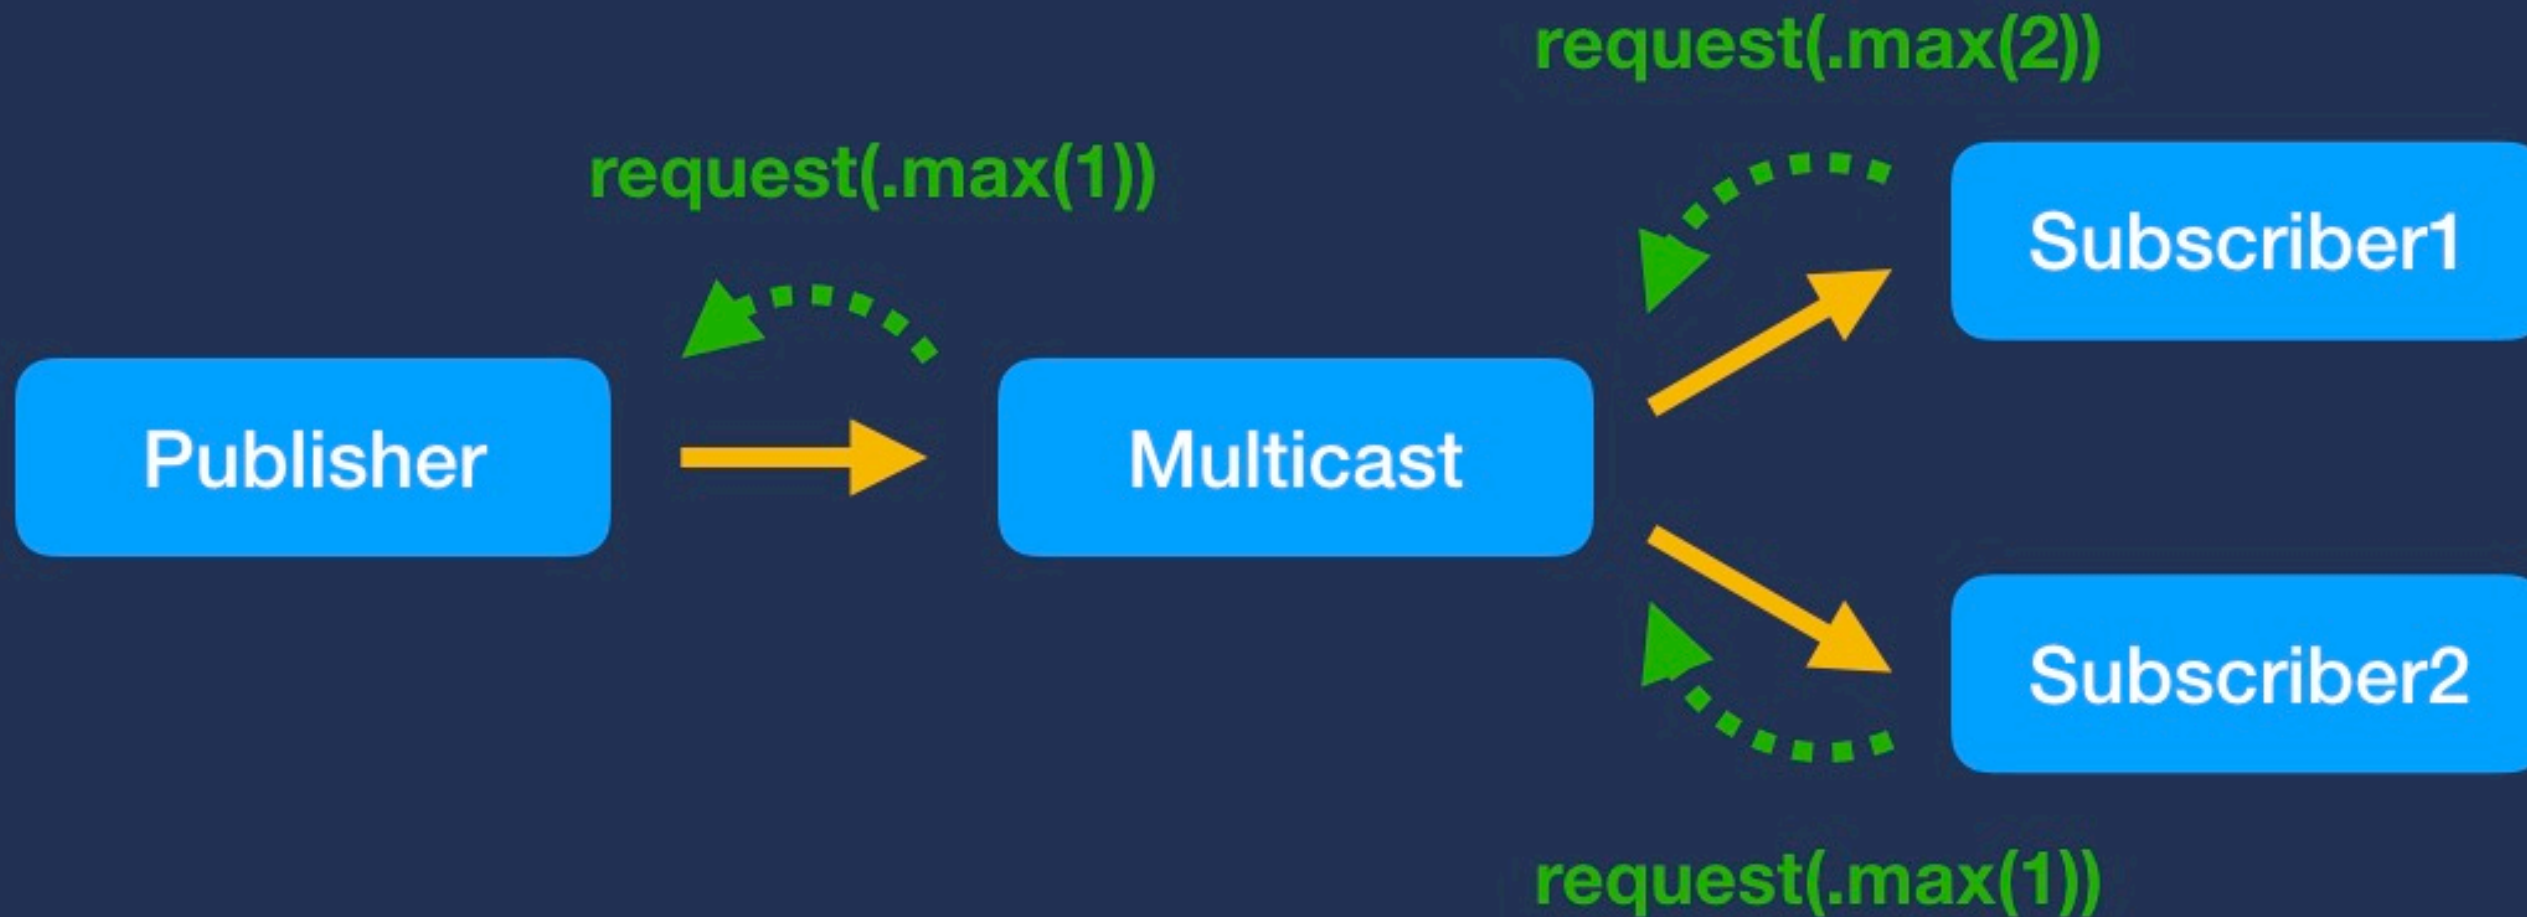 request(.max(2))
request(.max(1))
Subscriber1
Publisher
Multicast
Subscriber2
request(.max(1))